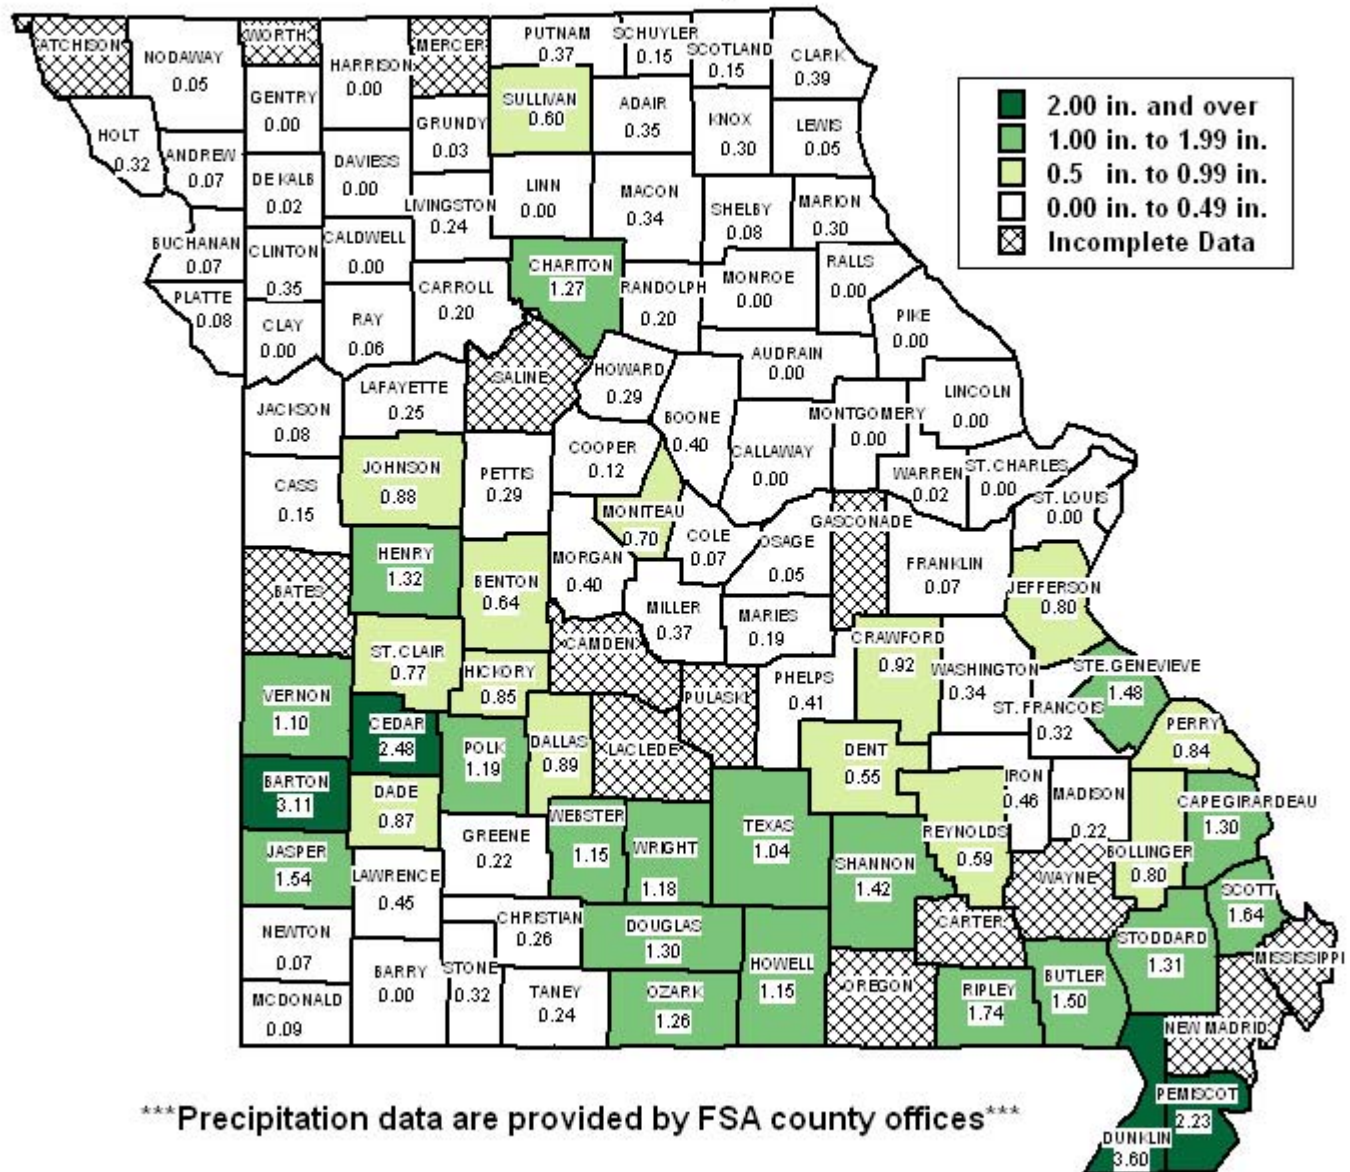 ATCHISON
NODAWAY
0.05
WORTH
HARRISON
0.00
MERCER
PUTNAM
0.37
SCHUYLER
0.15
SCOTLAND
0.15
CLARK
0.39
2.00 in. and over
1.00 in. to 1.99 in.
0.5 in. to 0.99 in.
0.00 in. to 0.49 in.
Incomplete Data
HOLT
0.32
GENTRY
0.00
GRUNDY
0.03
SULLIVAN
0.60
ADAIR
0.35
KNOX
0.30
LEWIS
0.05
ANDREW
0.07
DE KALB
0.02
DAVIESS
0.00
LIVINGSTON
0.24
LINN
0.00
MACON
0.34
SHELBY
0.08
MARION
0.30
BUCHANAN
0.07
CLINTON
0.35
CALDWELL
0.00
CHARITON
1.27
RANDOLPH
0.20
MONROE
0.00
RALLS
0.00
PLATTE
0.08
CLAY
0.00
RAY
0.06
CARROLL
0.20
PIKE
0.00
AUDRAIN
0.00
SALINE
HOWARD
0.29
LAFAYETTE
0.25
JACKSON
0.08
BOONE
0.40
MONTGOMERY
0.00
LINCOLN
0.00
COOPER
0.12
CALLAWAY
0.00
JOHNSON
0.88
PETTIS
0.29
CASS
0.15
WARREN
0.02
ST. CHARLES
0.00
ST. LOUIS
0.00
MONITEAU
0.70
COLE
0.07
OSAGE
0.05
GASCONADE
FRANKLIN
0.07
HENRY
1.32
BENTON
0.64
MORGAN
0.40
BATES
JEFFERSON
0.80
MILLER
0.37
MARIES
0.19
CAMDEN
CRAWFORD
0.92
ST. CLAIR
0.77
HICKORY
0.85
PULASKI
PHELPS
0.41
WASHINGTON
0.34
STE. GENEVIEVE
1.48
VERNON
1.10
ST. FRANCOIS
0.32
PERRY
0.84
CEDAR
2.48
POLK
1.19
DALLAS
0.89
LACLEDE
DENT
0.55
BARTON
3.11
DADE
0.87
IRON
0.46
MADISON
0.22
CAPE GIRARDEAU
1.30
WEBSTER
1.15
WRIGHT
1.18
TEXAS
1.04
GREENE
0.22
REYNOLDS
0.59
BOLLINGER
0.80
JASPER
1.54
SHANNON
1.42
WAYNE
LAWRENCE
0.45
SCOTT
1.64
CHRISTIAN
0.26
DOUGLAS
1.30
CARTER
NEWTON
0.07
STODDARD
1.31
MISSISSIPPI
BARRY
0.00
STONE
0.32
HOWELL
1.15
OREGON
BUTLER
1.50
TANEY
0.24
OZARK
1.26
RIPLEY
1.74
MCDONALD
0.09
NEW MADRID
PEMISCOT
2.23
***Precipitation data are provided by FSA county offices***
DUNKLIN
3.60